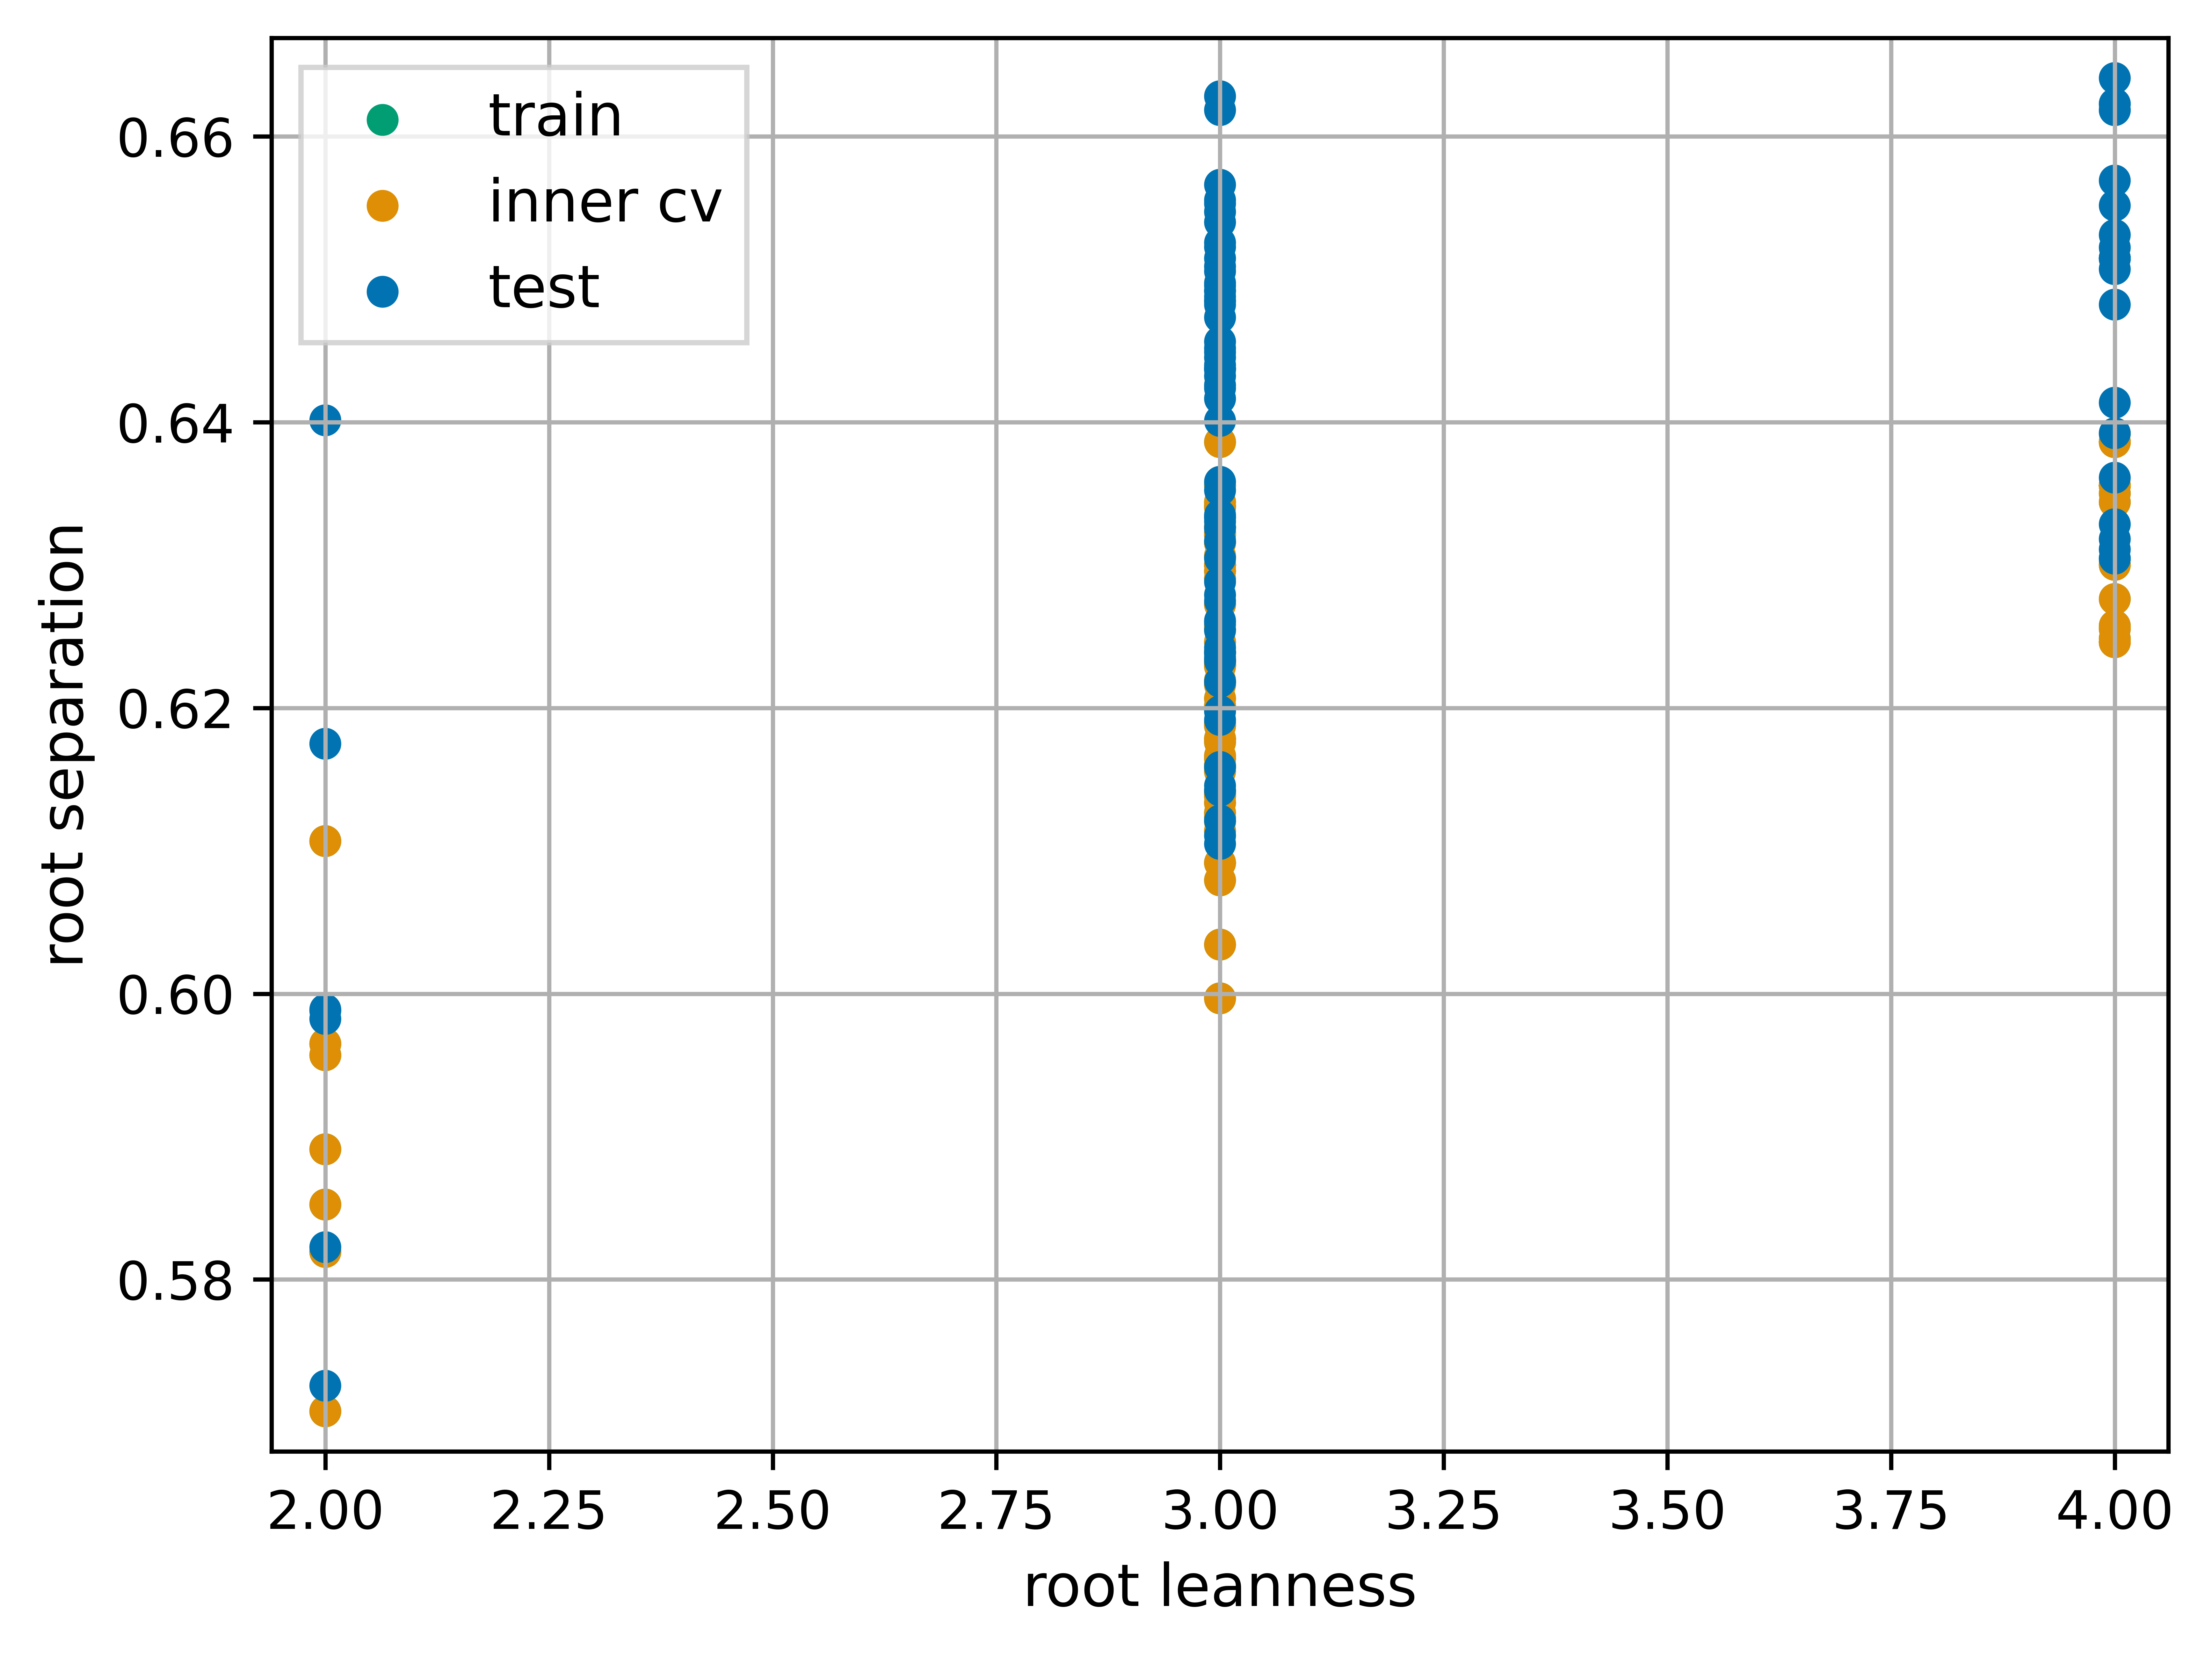 train
inner cv
test
root separation
0.66
0.64
0.62
0.60
0.58
2.00 2.25 2.50 2.75 3.00 3.25 3.50 3.75 4.00
root leanness